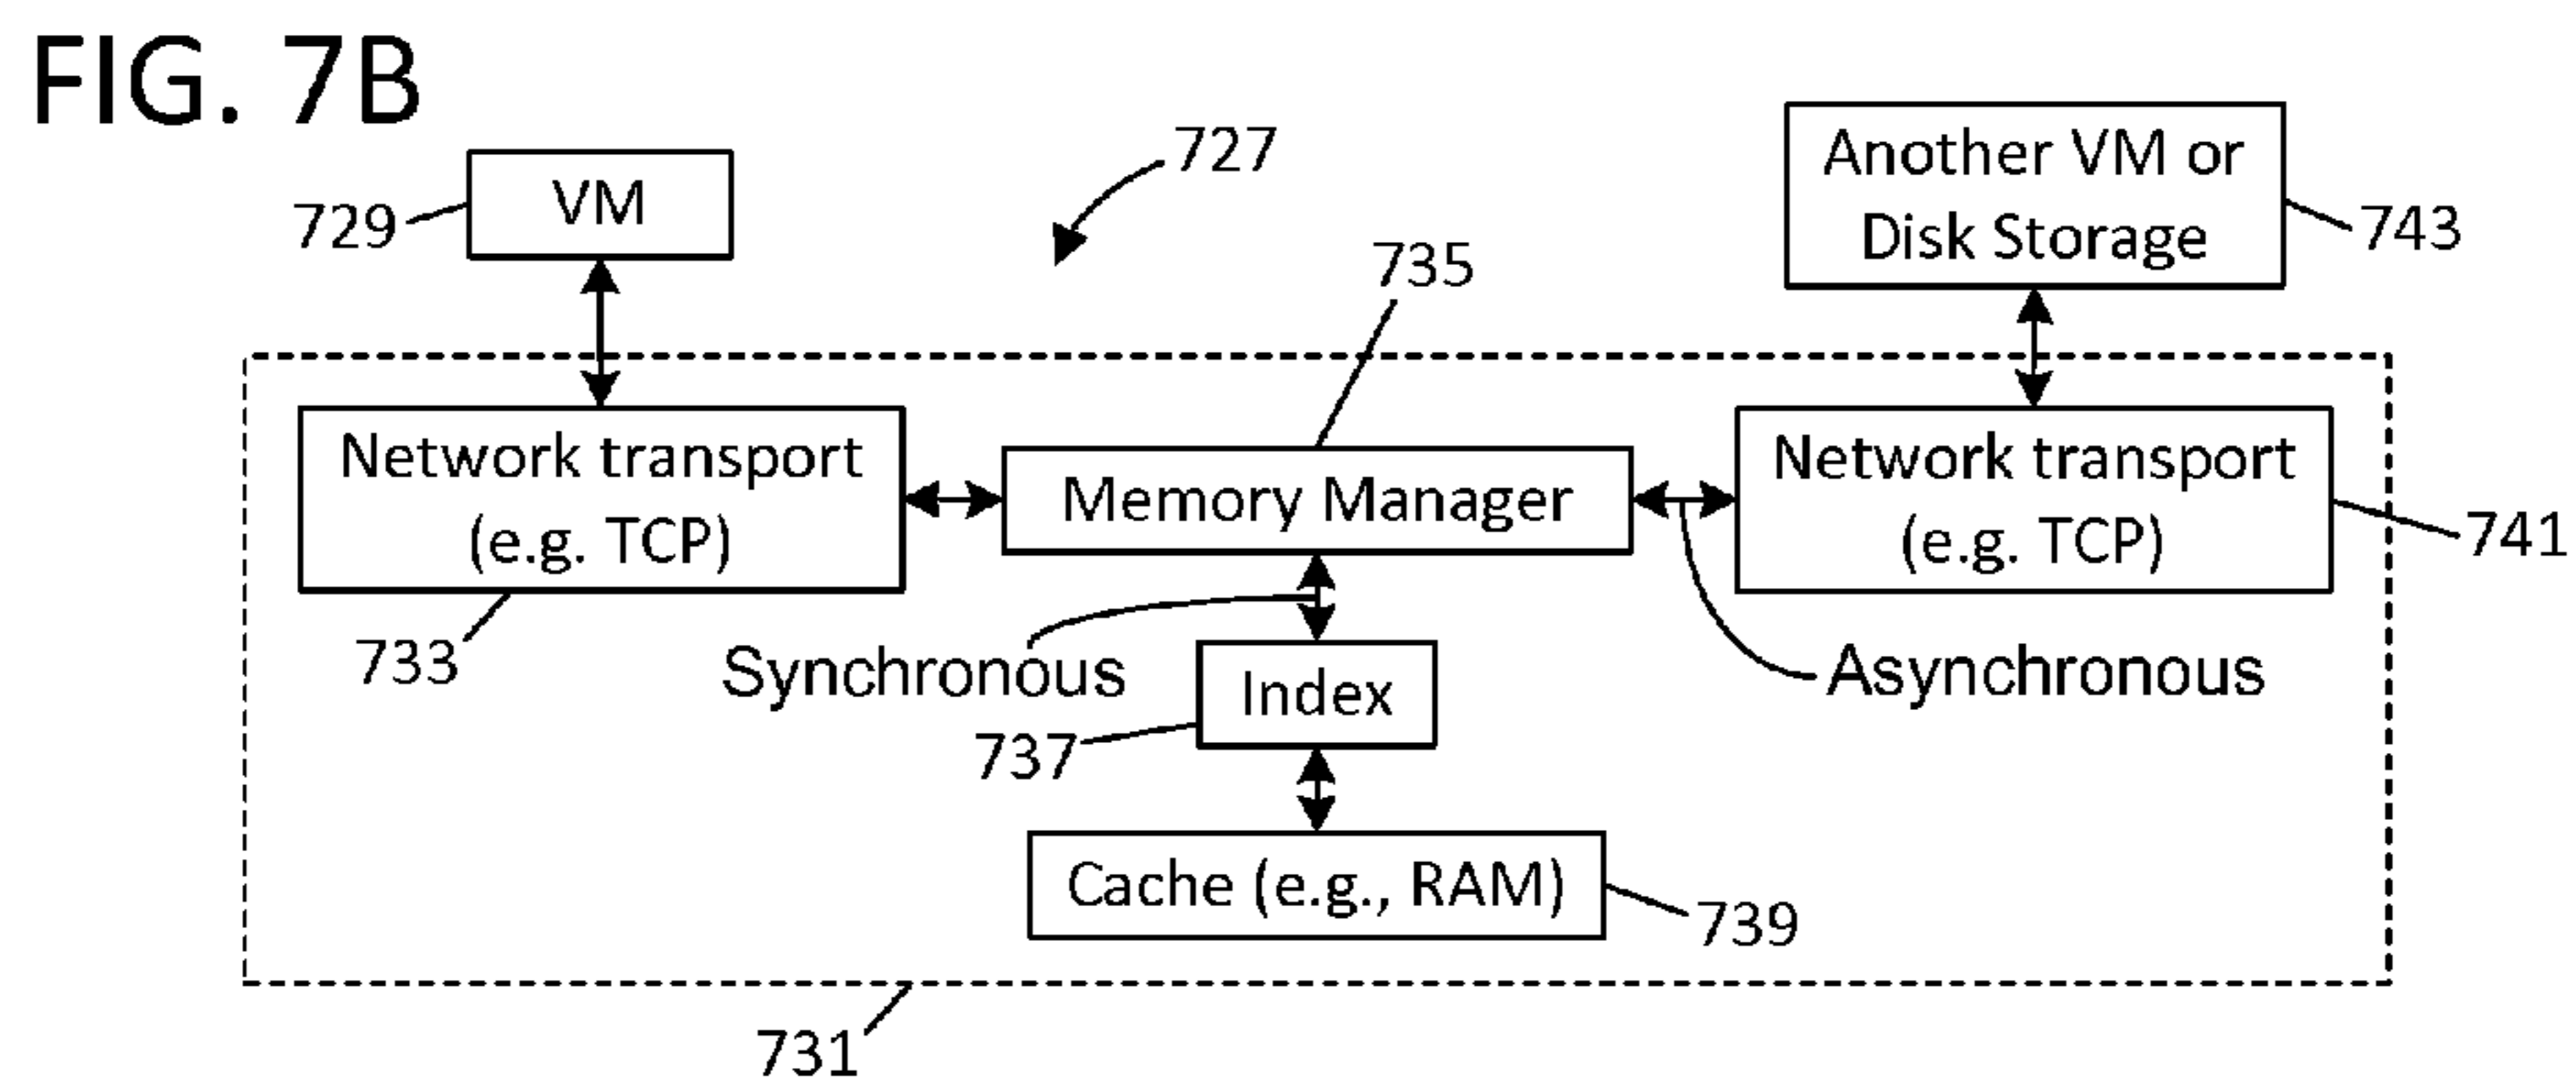 FIG. 7B
727
VM
729
Another VM or
Disk Storage
743
735
Network transport
(e.g. TCP)
733
Memory Manager
Network transport
(e.g. TCP)
741
Synchronous
Asynchronous
Index
737
Cache (e.g., RAM)
739
731